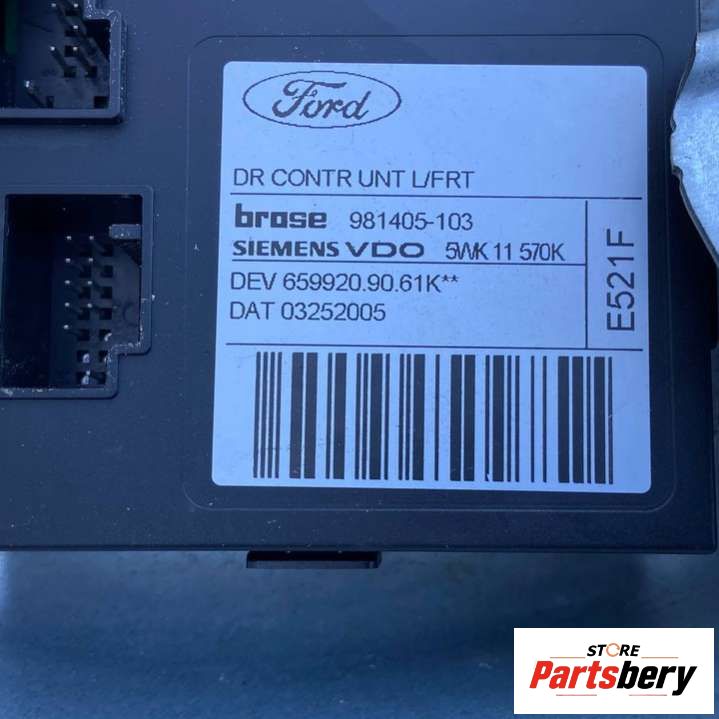 Ford
DR CONTR UNT L/FRT
brose 981405-103
SIEMENS VDO 5WK 11 570K
DEV 659920.90.61K**
DAT 03252005
E521F
STORE
Partsbery